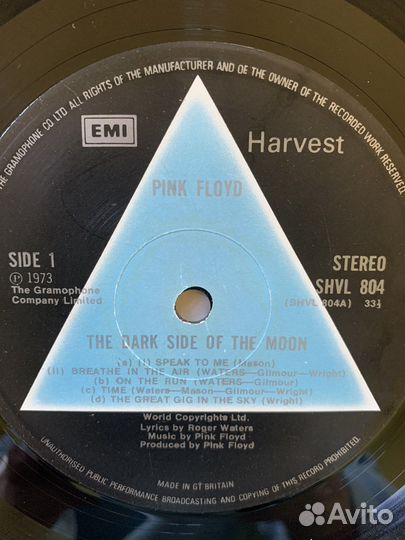 THE GRAMOPHONE CO LTD ALL RIGHTS OF THE MANUFACTURER AND OF THE OWNER OF THE RECORDED WORK RESERVED.
EMI
Harvest
PINK FLOYD
SIDE 1
℗ 1973
The Gramophone
Company Limited
STEREO
SHVL 804
(SHVL 804A) 33⅓
THE DARK SIDE OF THE MOON
(a) (i) SPEAK TO ME (Mason)
(ii) BREATHE IN THE AIR (WATERS—Gilmour—Wright)
(b) ON THE RUN (WATERS—Gilmour)
(c) TIME (Waters—Mason—Gilmour—Wright)
(d) THE GREAT GIG IN THE SKY (Wright)
World Copyrights Ltd.
Lyrics by Roger Waters
Music by Pink Floyd
Produced by Pink Floyd
UNAUTHORISED PUBLIC PERFORMANCE BROADCASTING AND COPYING OF THIS RECORD PROHIBITED.
MADE IN GT BRITAIN
Avito